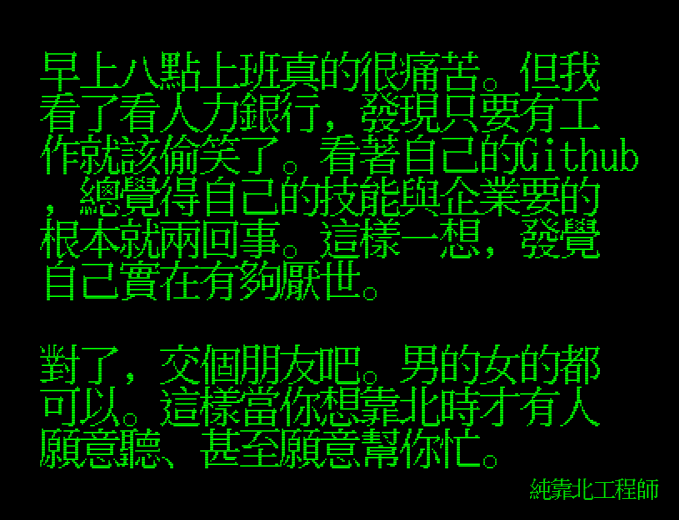 早上八點上班真的很痛苦。但我
看了看人力銀行，發現只要有工
作就該偷笑了。看著自己的Github
，總覺得自己的技能與企業要的
根本就兩回事。這樣一想，發覺
自己實在有夠厭世。
對了，交個朋友吧。男的女的都
可以。這樣當你想靠北時才有人
願意聽、甚至願意幫你忙。
純靠北工程師